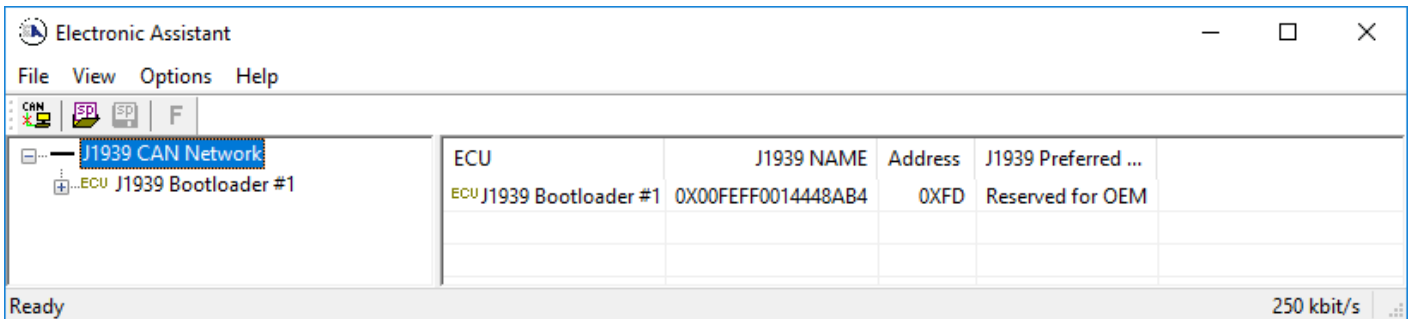 Electronic Assistant
File View Options Help
CAN SP SP F
J1939 CAN Network
ECU J1939 Bootloader #1
ECU J1939 NAME Address J1939 Preferred ...
ECU J1939 Bootloader #1 0X00FEFF0014448AB4 0XFD Reserved for OEM
Ready 250 kbit/s